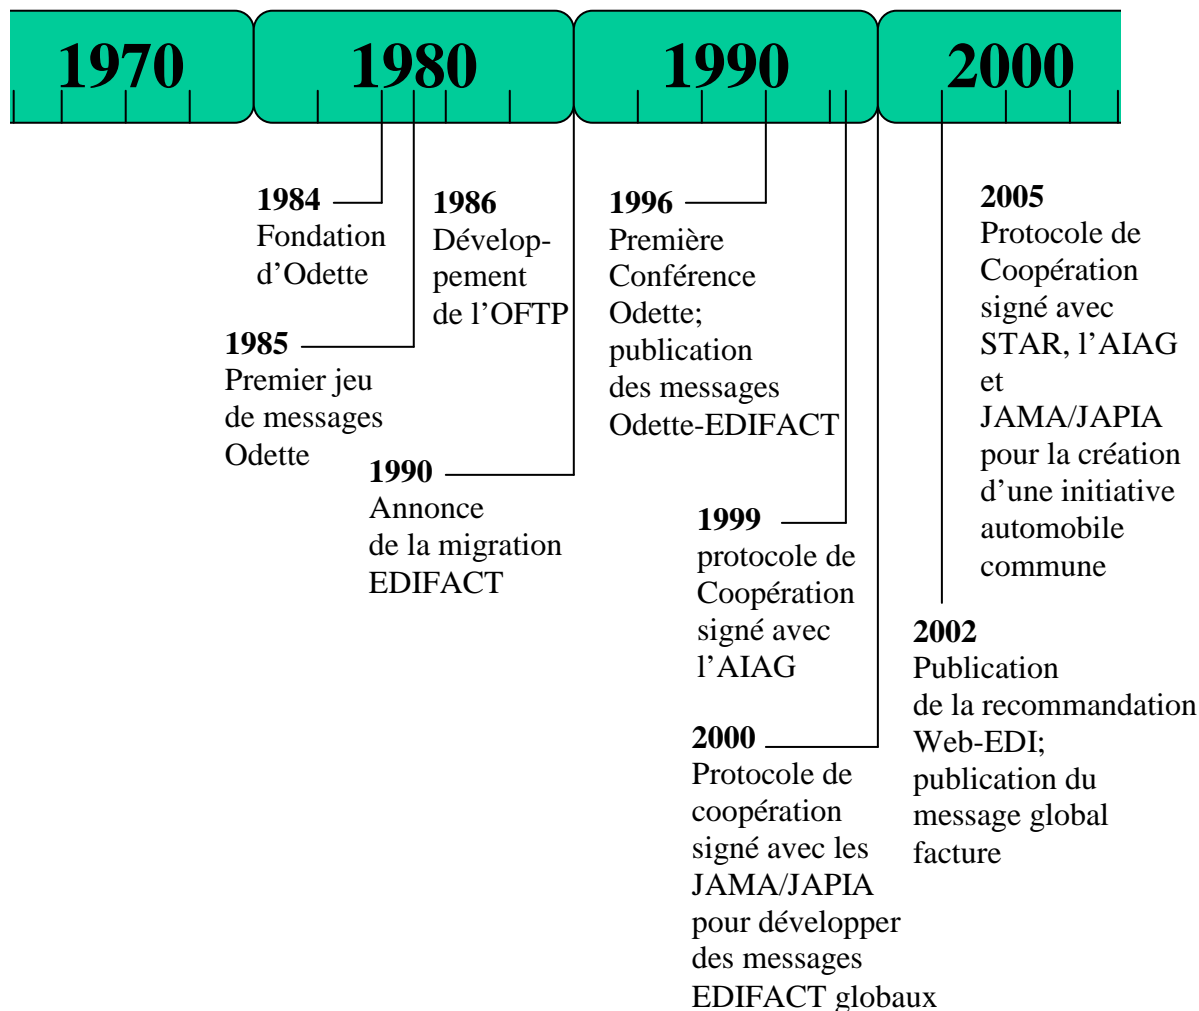 1970
1980
1990
2000
1984
Fondation
d’Odette
1985
Premier jeu
de messages
Odette
1986
Dévelop-
pement
de l’OFTP
1990
Annonce
de la migration
EDIFACT
1996
Première
Conférence
Odette;
publication
des messages
Odette-EDIFACT
1999
protocole de
Coopération
signé avec
l’AIAG
2000
Protocole de
coopération
signé avec les
JAMA/JAPIA
pour développer
des messages
EDIFACT globaux
2002
Publication
de la recommandation
Web-EDI;
publication du
message global
facture
2005
Protocole de
Coopération
signé avec
STAR, l’AIAG
et
JAMA/JAPIA
pour la création
d’une initiative
automobile
commune